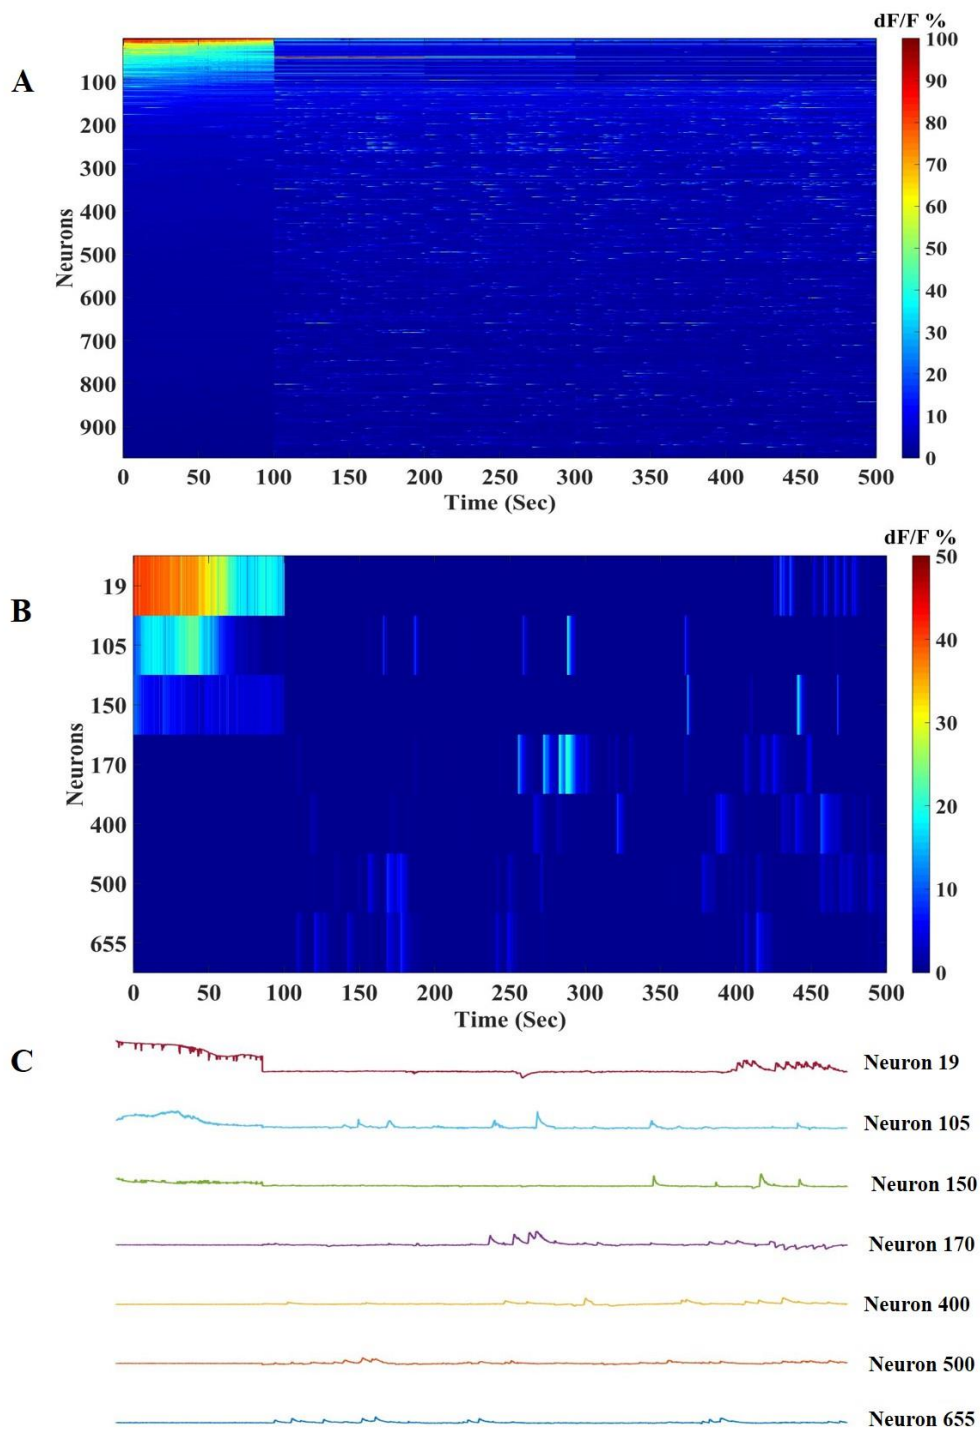 dF/F %
A
100
200
300
400
500
600
700
800
900
Neurons
0 50 100 150 200 250 300 350 400 450 500
Time (Sec)
100
90
80
70
60
50
40
30
20
10
0
dF/F %
B
19
105
150
170
400
500
655
Neurons
0 50 100 150 200 250 300 350 400 450 500
Time (Sec)
50
40
30
20
10
0
C
Neuron 19
Neuron 105
Neuron 150
Neuron 170
Neuron 400
Neuron 500
Neuron 655